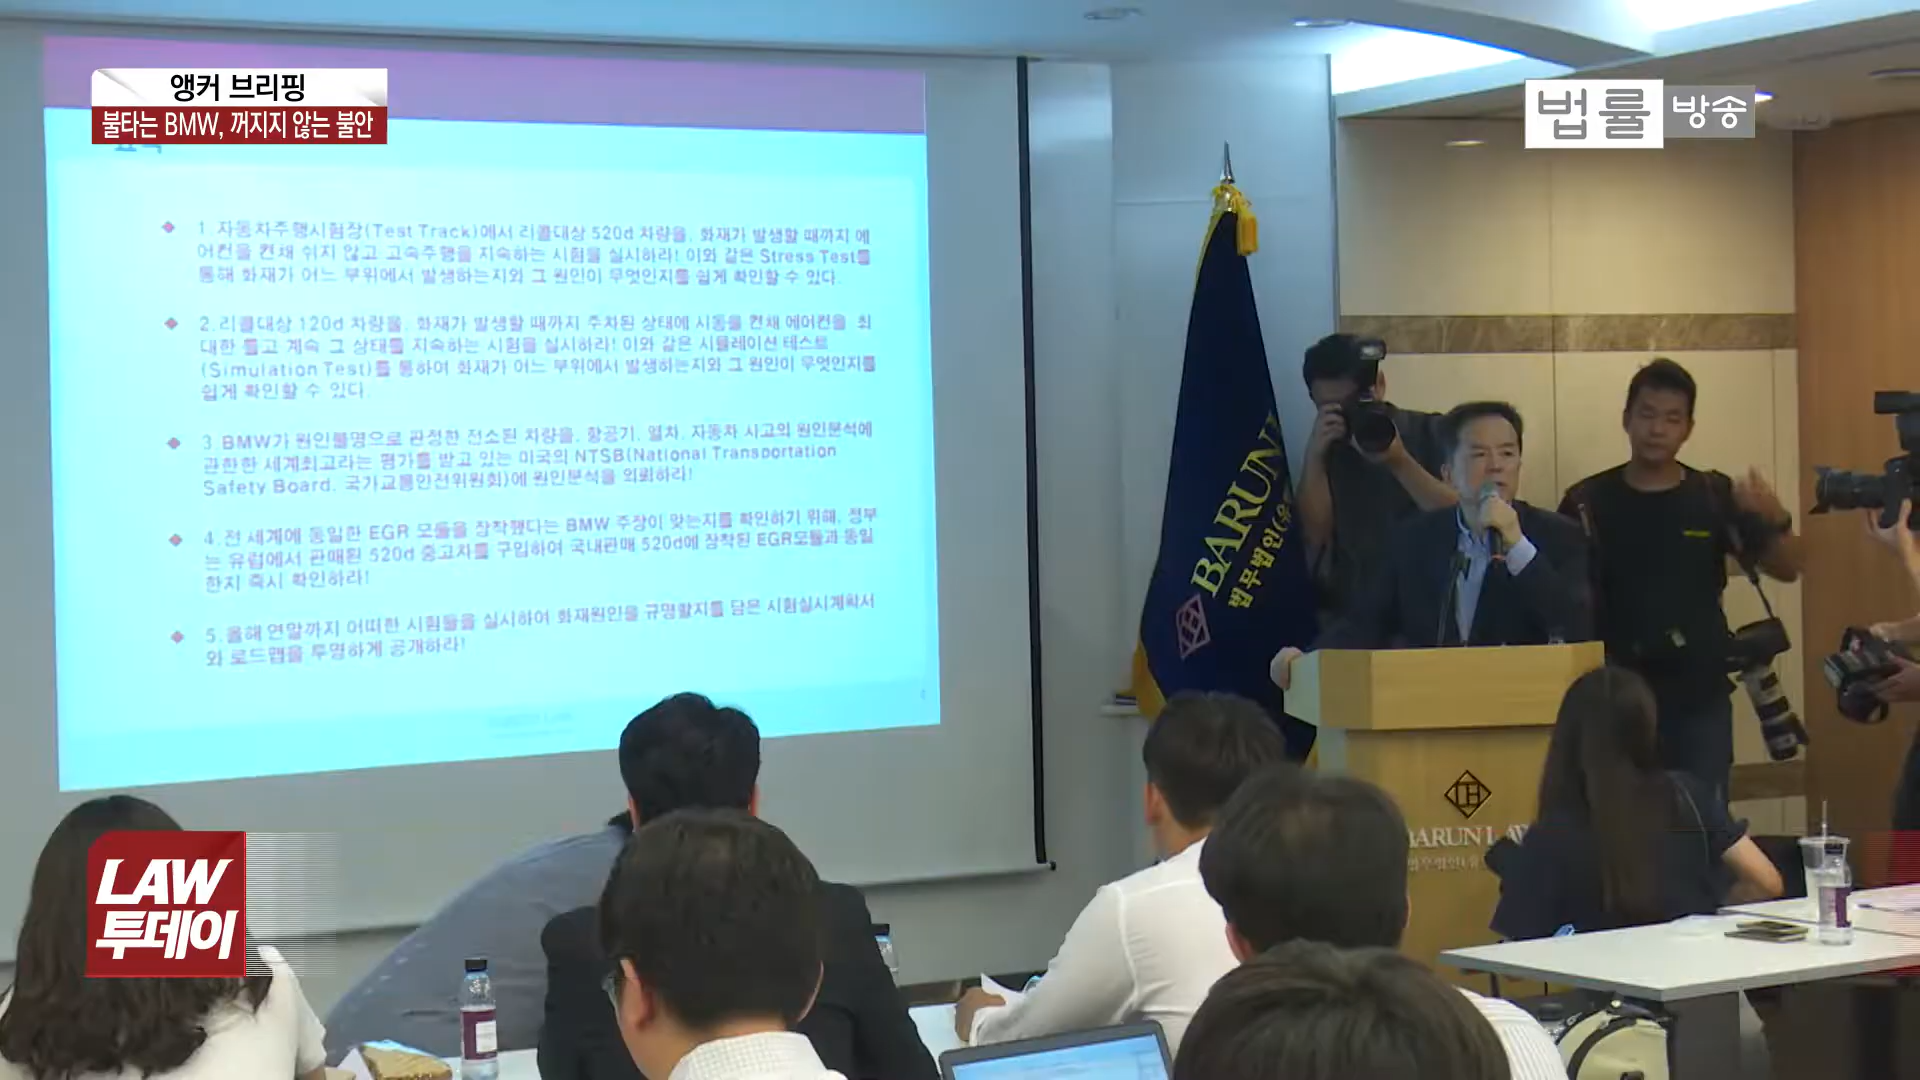 앵커 브리핑
불타는 BMW, 꺼지지 않는 불안
법률방송
1. 자동차주행시험장(Test Track)에서 리콜대상 520d 차량을, 화재가 발생할 때까지 에
어컨을 켠채 쉬지 않고 고속주행을 지속하는 시험을 실시하라! 이와 같은 Stress Test를
통해 화재가 어느 부위에서 발생하는지와 그 원인이 무엇인지를 쉽게 확인할 수 있다.
2. 리콜대상 120d 차량을, 화재가 발생할 때까지 주차된 상태에 시동을 켠채 에어컨을 최
대한 틀고 계속 그 상태를 지속하는 시험을 실시하라! 이와 같은 시뮬레이션 테스트
(Simulation Test)를 통하여 화재가 어느 부위에서 발생하는지와 그 원인이 무엇인지를
쉽게 확인할 수 있다.
3. BMW가 원인불명으로 판정한 전소된 차량을, 항공기, 열차, 자동차 사고의 원인분석에
관한한 세계최고라는 평가를 받고 있는 미국의 NTSB(National Transportation
Safety Board, 국가교통안전위원회)에 원인분석을 의뢰하라!
4. 전 세계에 동일한 EGR 모듈을 장착했다는 BMW 주장이 맞는지를 확인하기 위해, 정부
는 유럽에서 판매된 520d 중고차를 구입하여 국내판매 520d에 장착된 EGR모듈과 동일
한지 즉시 확인하라!
5. 올해 연말까지 어떠한 시험들을 실시하여 화재원인을 규명할지를 담은 시험실시계획서
와 로드맵을 투명하게 공개하라!
BARUN
법무법인(유
BARUN LAW
법무법인(유
LAW
투데이